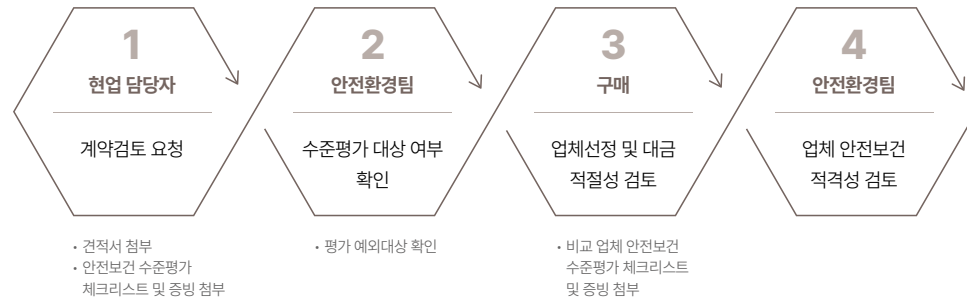 1
현업 담당자
계약검토 요청
• 견적서 첨부
• 안전보건 수준평가
체크리스트 및 증빙 첨부
2
안전환경팀
수준평가 대상 여부
확인
• 평가 예외대상 확인
3
구매
업체선정 및 대금
적절성 검토
• 비교 업체 안전보건
수준평가 체크리스트
및 증빙 첨부
4
안전환경팀
업체 안전보건
적격성 검토